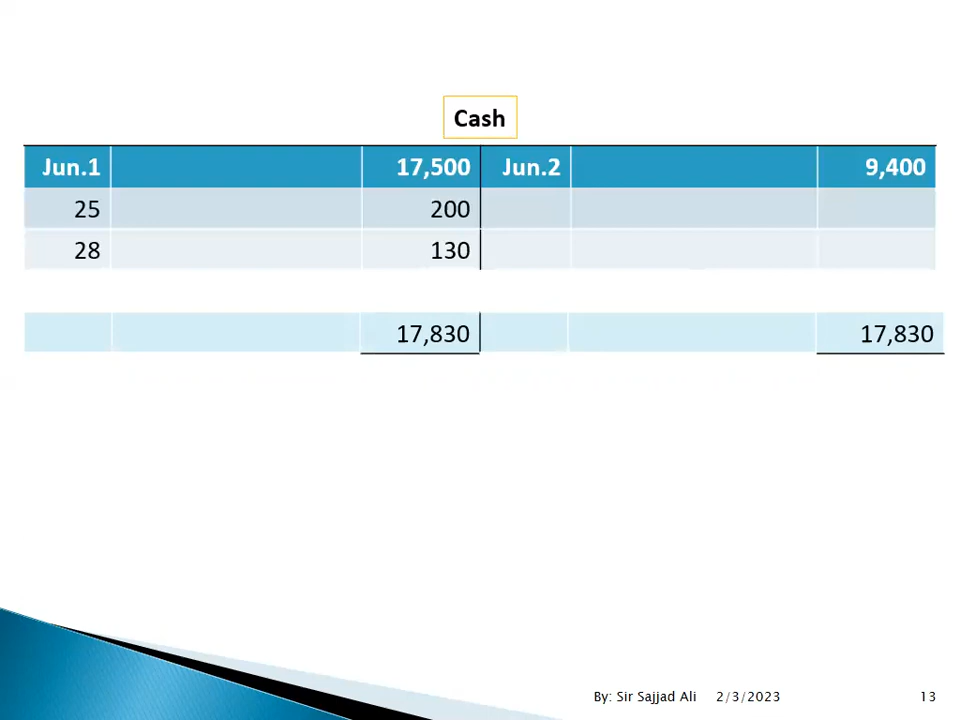 Cash
Jun.1 17,500 Jun.2 9,400
25 200
28 130
17,830 17,830
By: Sir Sajjad Ali 2/3/2023 13